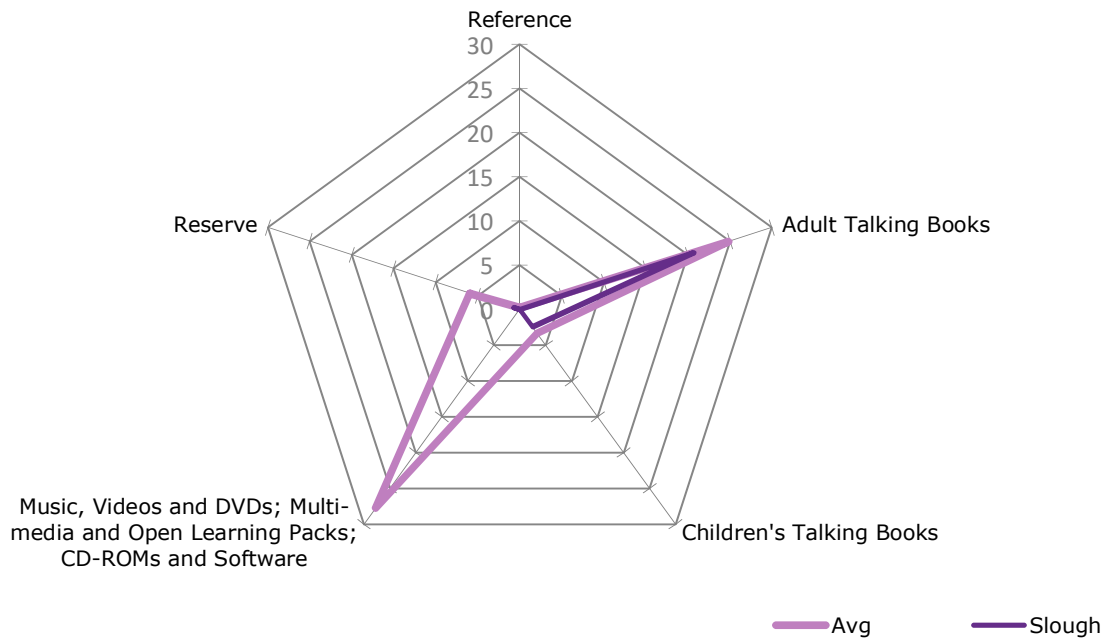 Reference
30
25
20
15
10
5
0
Reserve
Adult Talking Books
Music, Videos and DVDs; Multi-
media and Open Learning Packs;
CD-ROMs and Software
Children's Talking Books
Avg
Slough